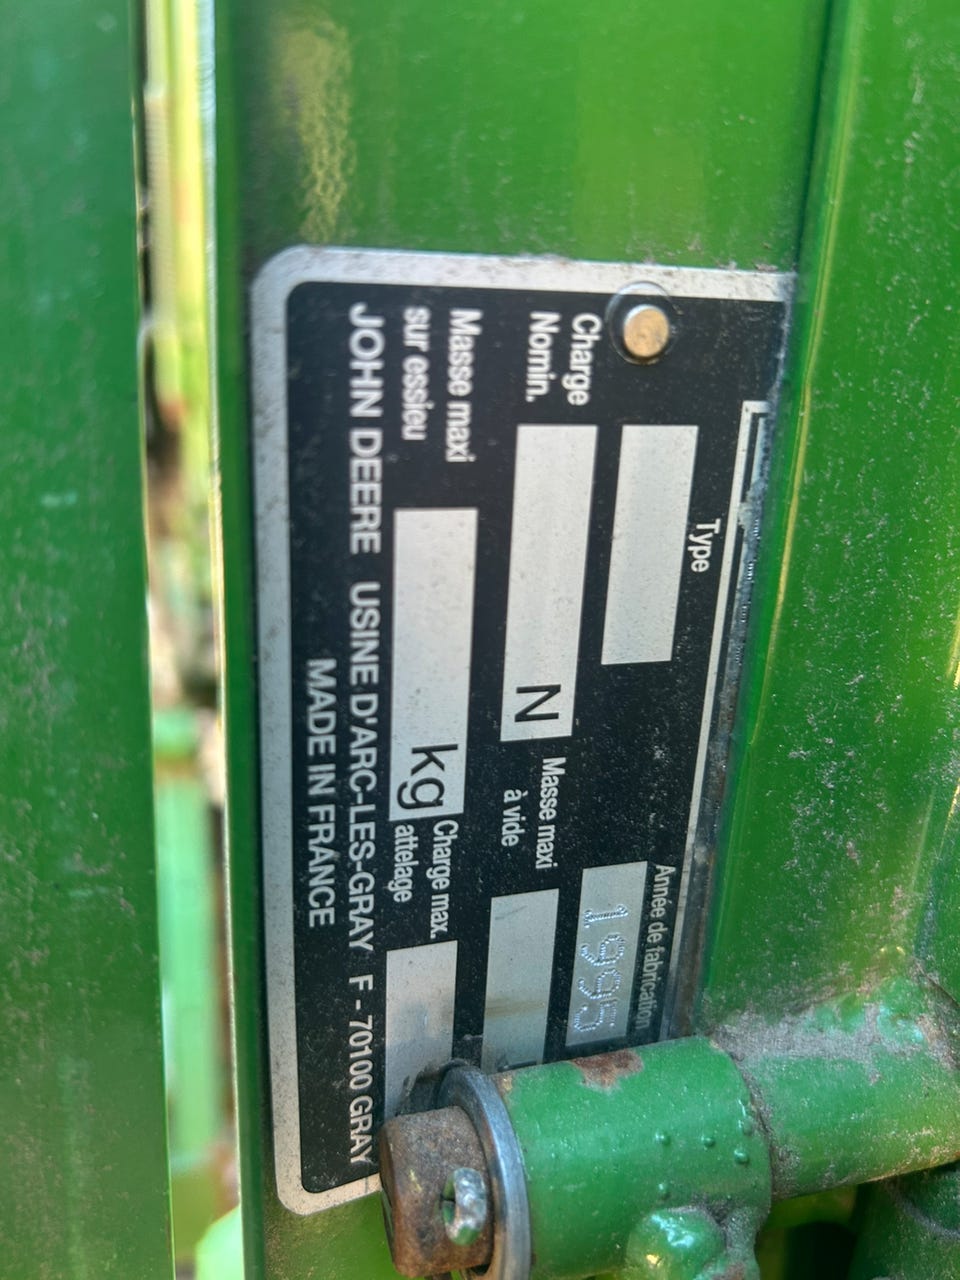 Type
Année de fabrication
1995
Charge
Nomin.
N
Masse maxi
à vide
Masse maxi
sur essieu
kg
Charge max.
attelage
JOHN DEERE USINE D'ARC-LES-GRAY F - 70100 GRAY
MADE IN FRANCE